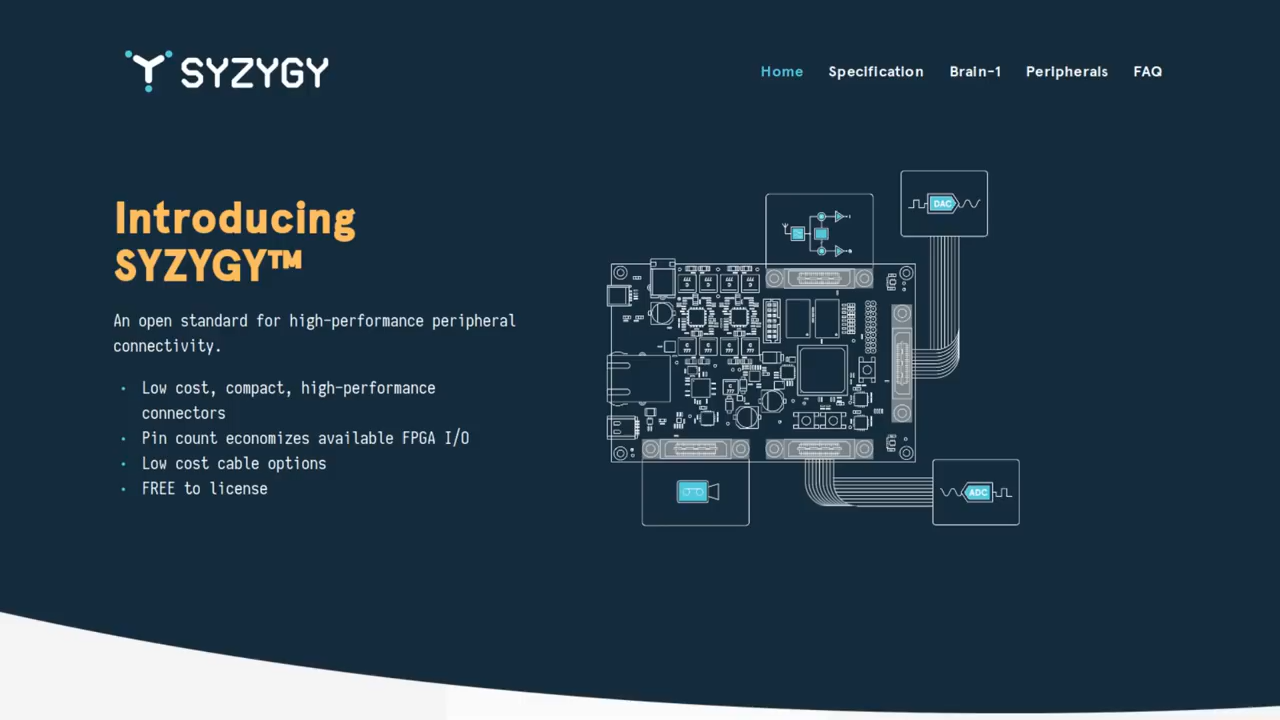 SYZYGY
Home Specification Brain-1 Peripherals FAQ
Introducing
SYZYGY™
An open standard for high-performance peripheral
connectivity.
• Low cost, compact, high-performance
connectors
• Pin count economizes available FPGA I/O
• Low cost cable options
• FREE to license
DAC
ADC